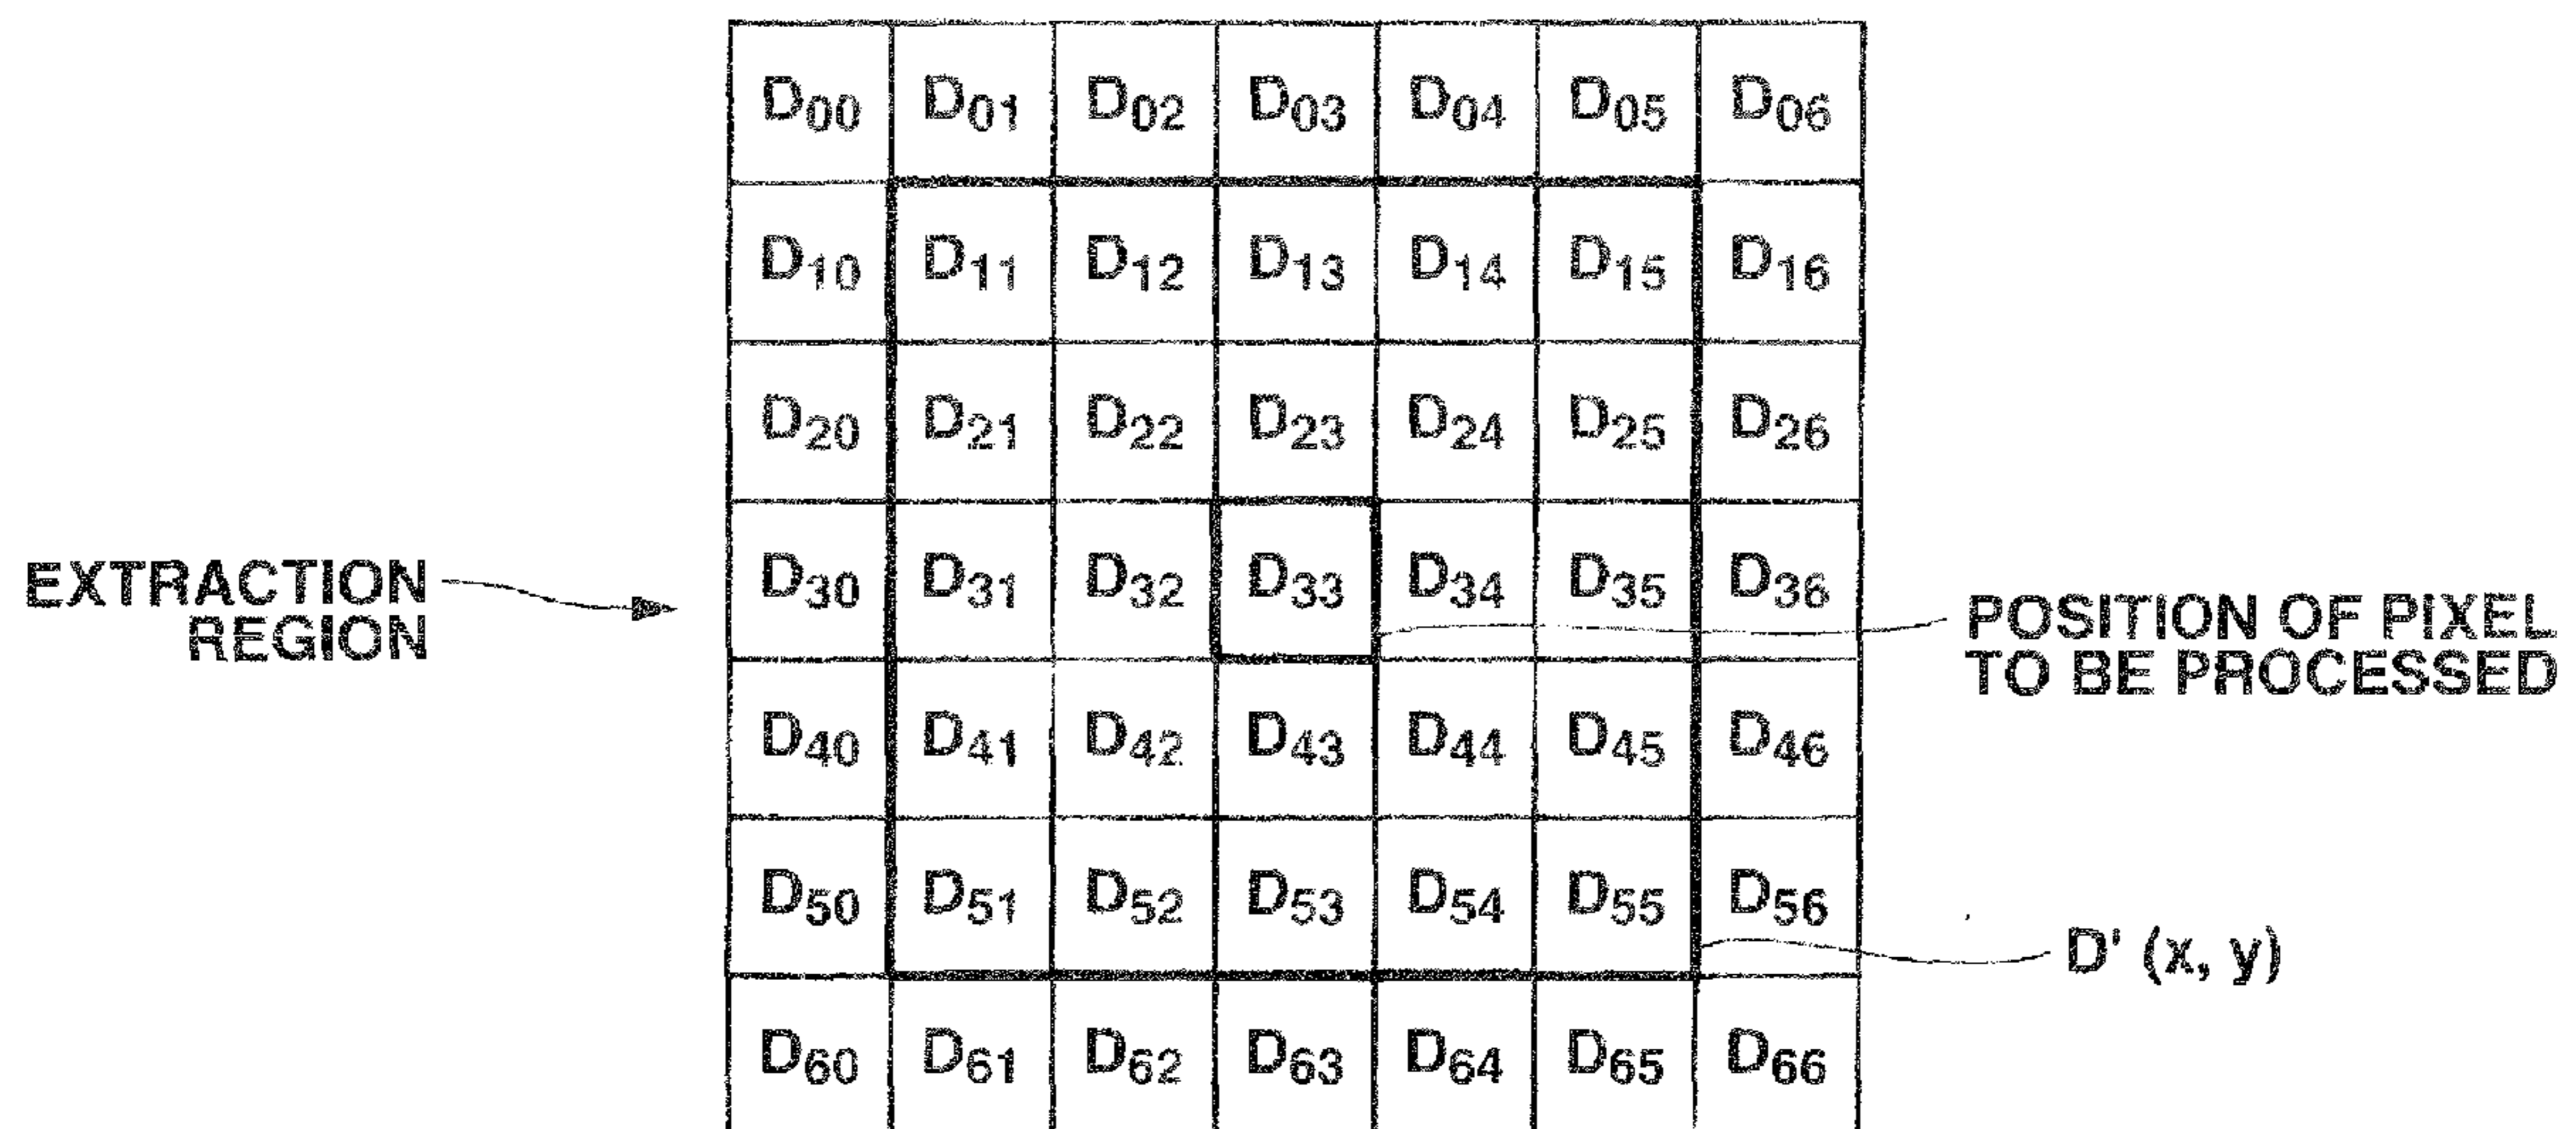 D00 D01 D02 D03 D04 D05 D06
D10 D11 D12 D13 D14 D15 D16
D20 D21 D22 D23 D24 D25 D26
D30 D31 D32 D33 D34 D35 D36
EXTRACTION
REGION
POSITION OF PIXEL
TO BE PROCESSED
D40 D41 D42 D43 D44 D45 D46
D50 D51 D52 D53 D54 D55 D56
D' (x, y)
D60 D61 D62 D63 D64 D65 D66